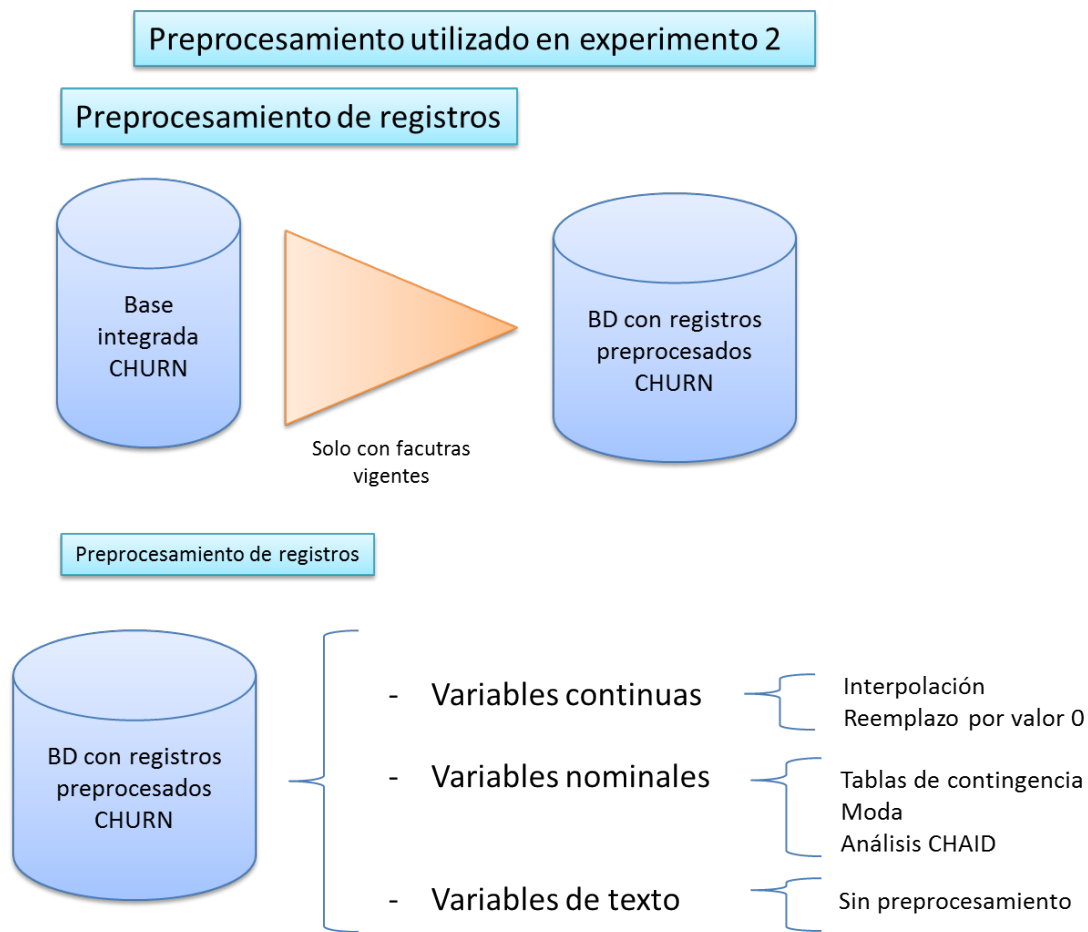 Preprocesamiento utilizado en experimento 2
Preprocesamiento de registros
Base
integrada
CHURN
Solo con facutras
vigentes
BD con registros
preprocesados
CHURN
Preprocesamiento de registros
BD con registros
preprocesados
CHURN
- Variables continuas
Interpolación
Reemplazo por valor 0
- Variables nominales
Tablas de contingencia
Moda
Análisis CHAID
- Variables de texto
Sin preprocesamiento